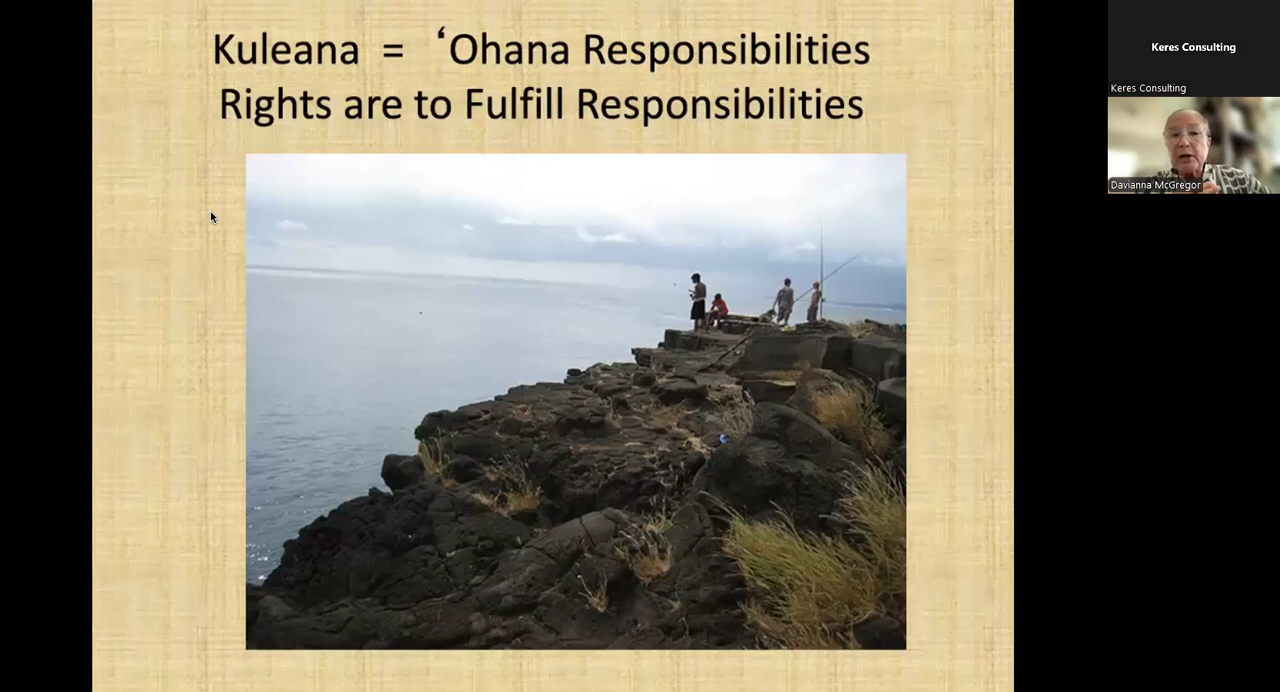 Kuleana = ʻOhana Responsibilities
Rights are to Fulfill Responsibilities
Keres Consulting
Keres Consulting
Davianna McGregor